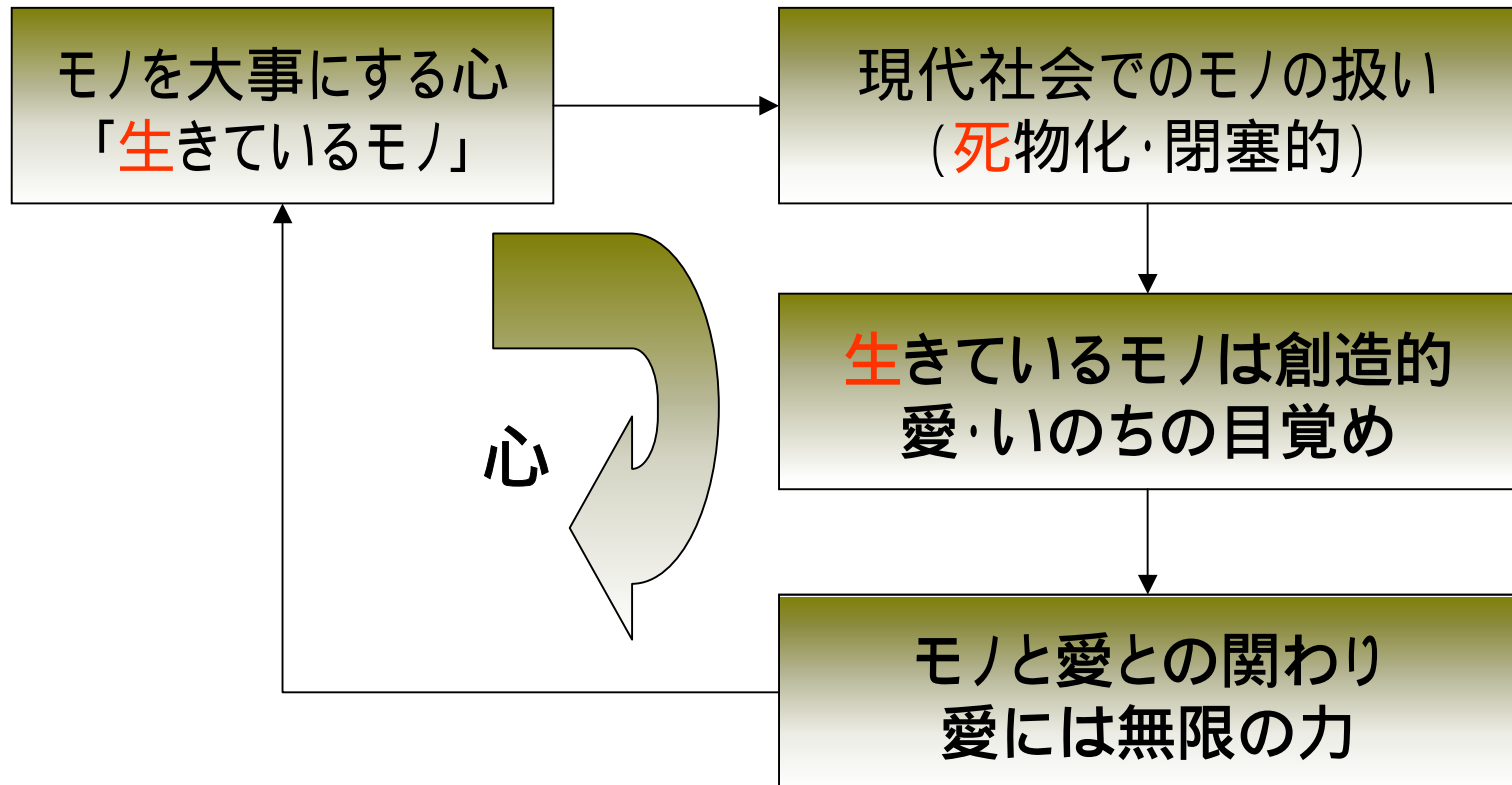 モノを大事にする心
「生きているモノ」
現代社会でのモノの扱い
(死物化・閉塞的)
生きているモノは創造的
愛・いのちの目覚め
心
モノと愛との関わり
愛には無限の力